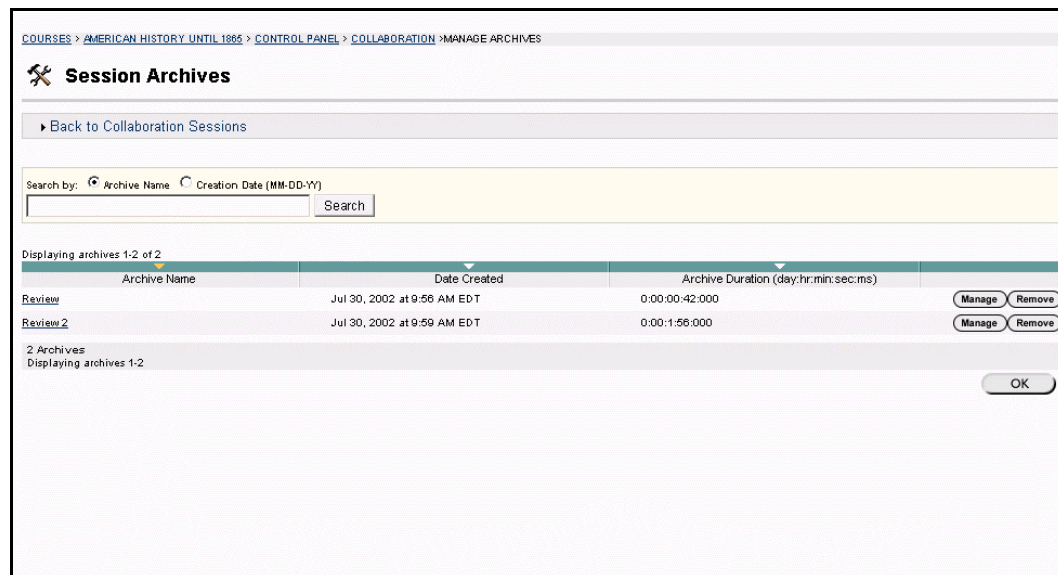 COURSES > AMERICAN HISTORY UNTIL 1865 > CONTROL PANEL > COLLABORATION >MANAGE ARCHIVES
Session Archives
Back to Collaboration Sessions
Search by: Archive Name Creation Date (MM-DD-YY)
Search
Displaying archives 1-2 of 2
Archive Name Date Created Archive Duration (day:hr:min:sec:ms)
Review Jul 30, 2002 at 9:56 AM EDT 0:00:00:42:000 Manage Remove
Review 2 Jul 30, 2002 at 9:59 AM EDT 0:00:1:56:000 Manage Remove
2 Archives
Displaying archives 1-2
OK